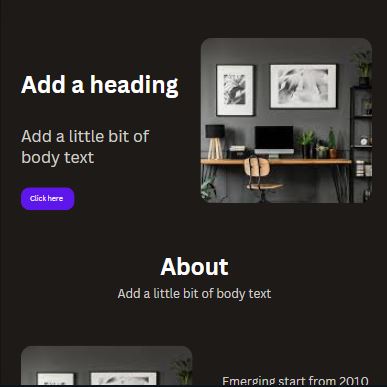 Add a heading
Add a little bit of
body text
Click here
About
Add a little bit of body text
Emerging start from 2010